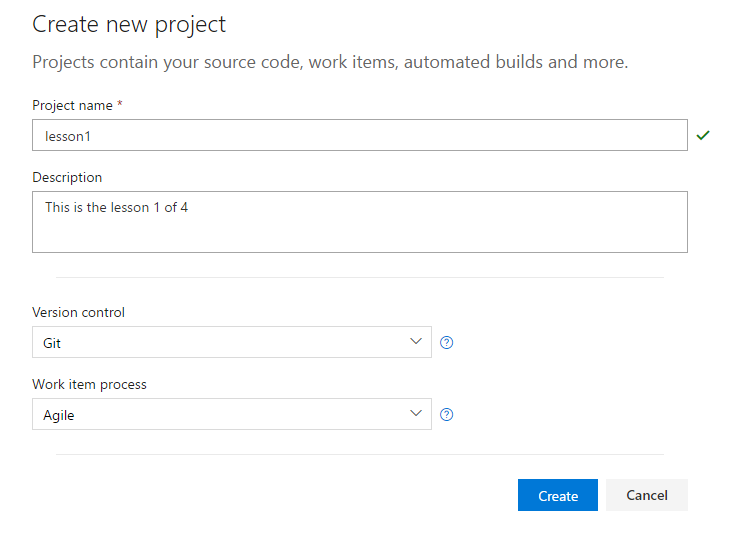 Create new project
Projects contain your source code, work items, automated builds and more.
Project name *
lesson1
Description
This is the lesson 1 of 4
Version control
Git
?
Work item process
Agile
?
Create Cancel